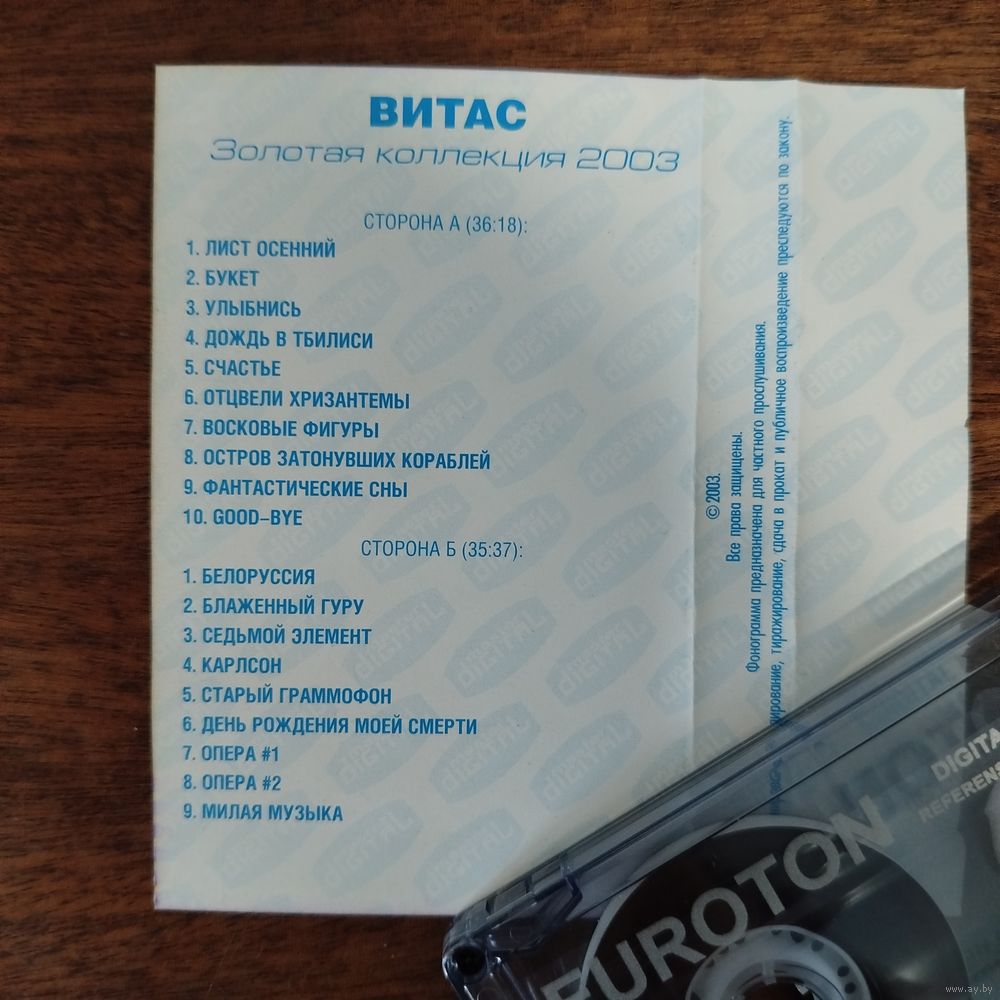 ВИТАС
Золотая коллекция 2003
СТОРОНА А (36:18):
1. ЛИСТ ОСЕННИЙ
2. БУКЕТ
3. УЛЫБНИСЬ
4. ДОЖДЬ В ТБИЛИСИ
5. СЧАСТЬЕ
6. ОТЦВЕЛИ ХРИЗАНТЕМЫ
7. ВОСКОВЫЕ ФИГУРЫ
8. ОСТРОВ ЗАТОНУВШИХ КОРАБЛЕЙ
9. ФАНТАСТИЧЕСКИЕ СНЫ
10. GOOD-BYE
СТОРОНА Б (35:37):
1. БЕЛОРУССИЯ
2. БЛАЖЕННЫЙ ГУРУ
3. СЕДЬМОЙ ЭЛЕМЕНТ
4. КАРЛСОН
5. СТАРЫЙ ГРАММОФОН
6. ДЕНЬ РОЖДЕНИЯ МОЕЙ СМЕРТИ
7. ОПЕРА #1
8. ОПЕРА #2
9. МИЛАЯ МУЗЫКА
© 2003.
Все права защищены.
Фонограмма предназначена для частного прослушивания.
тиражирование, сдача в прокат и публичное воспроизведение преследуются по закону.
EUROTON
DIGITA
REFERENS
www.ay.by